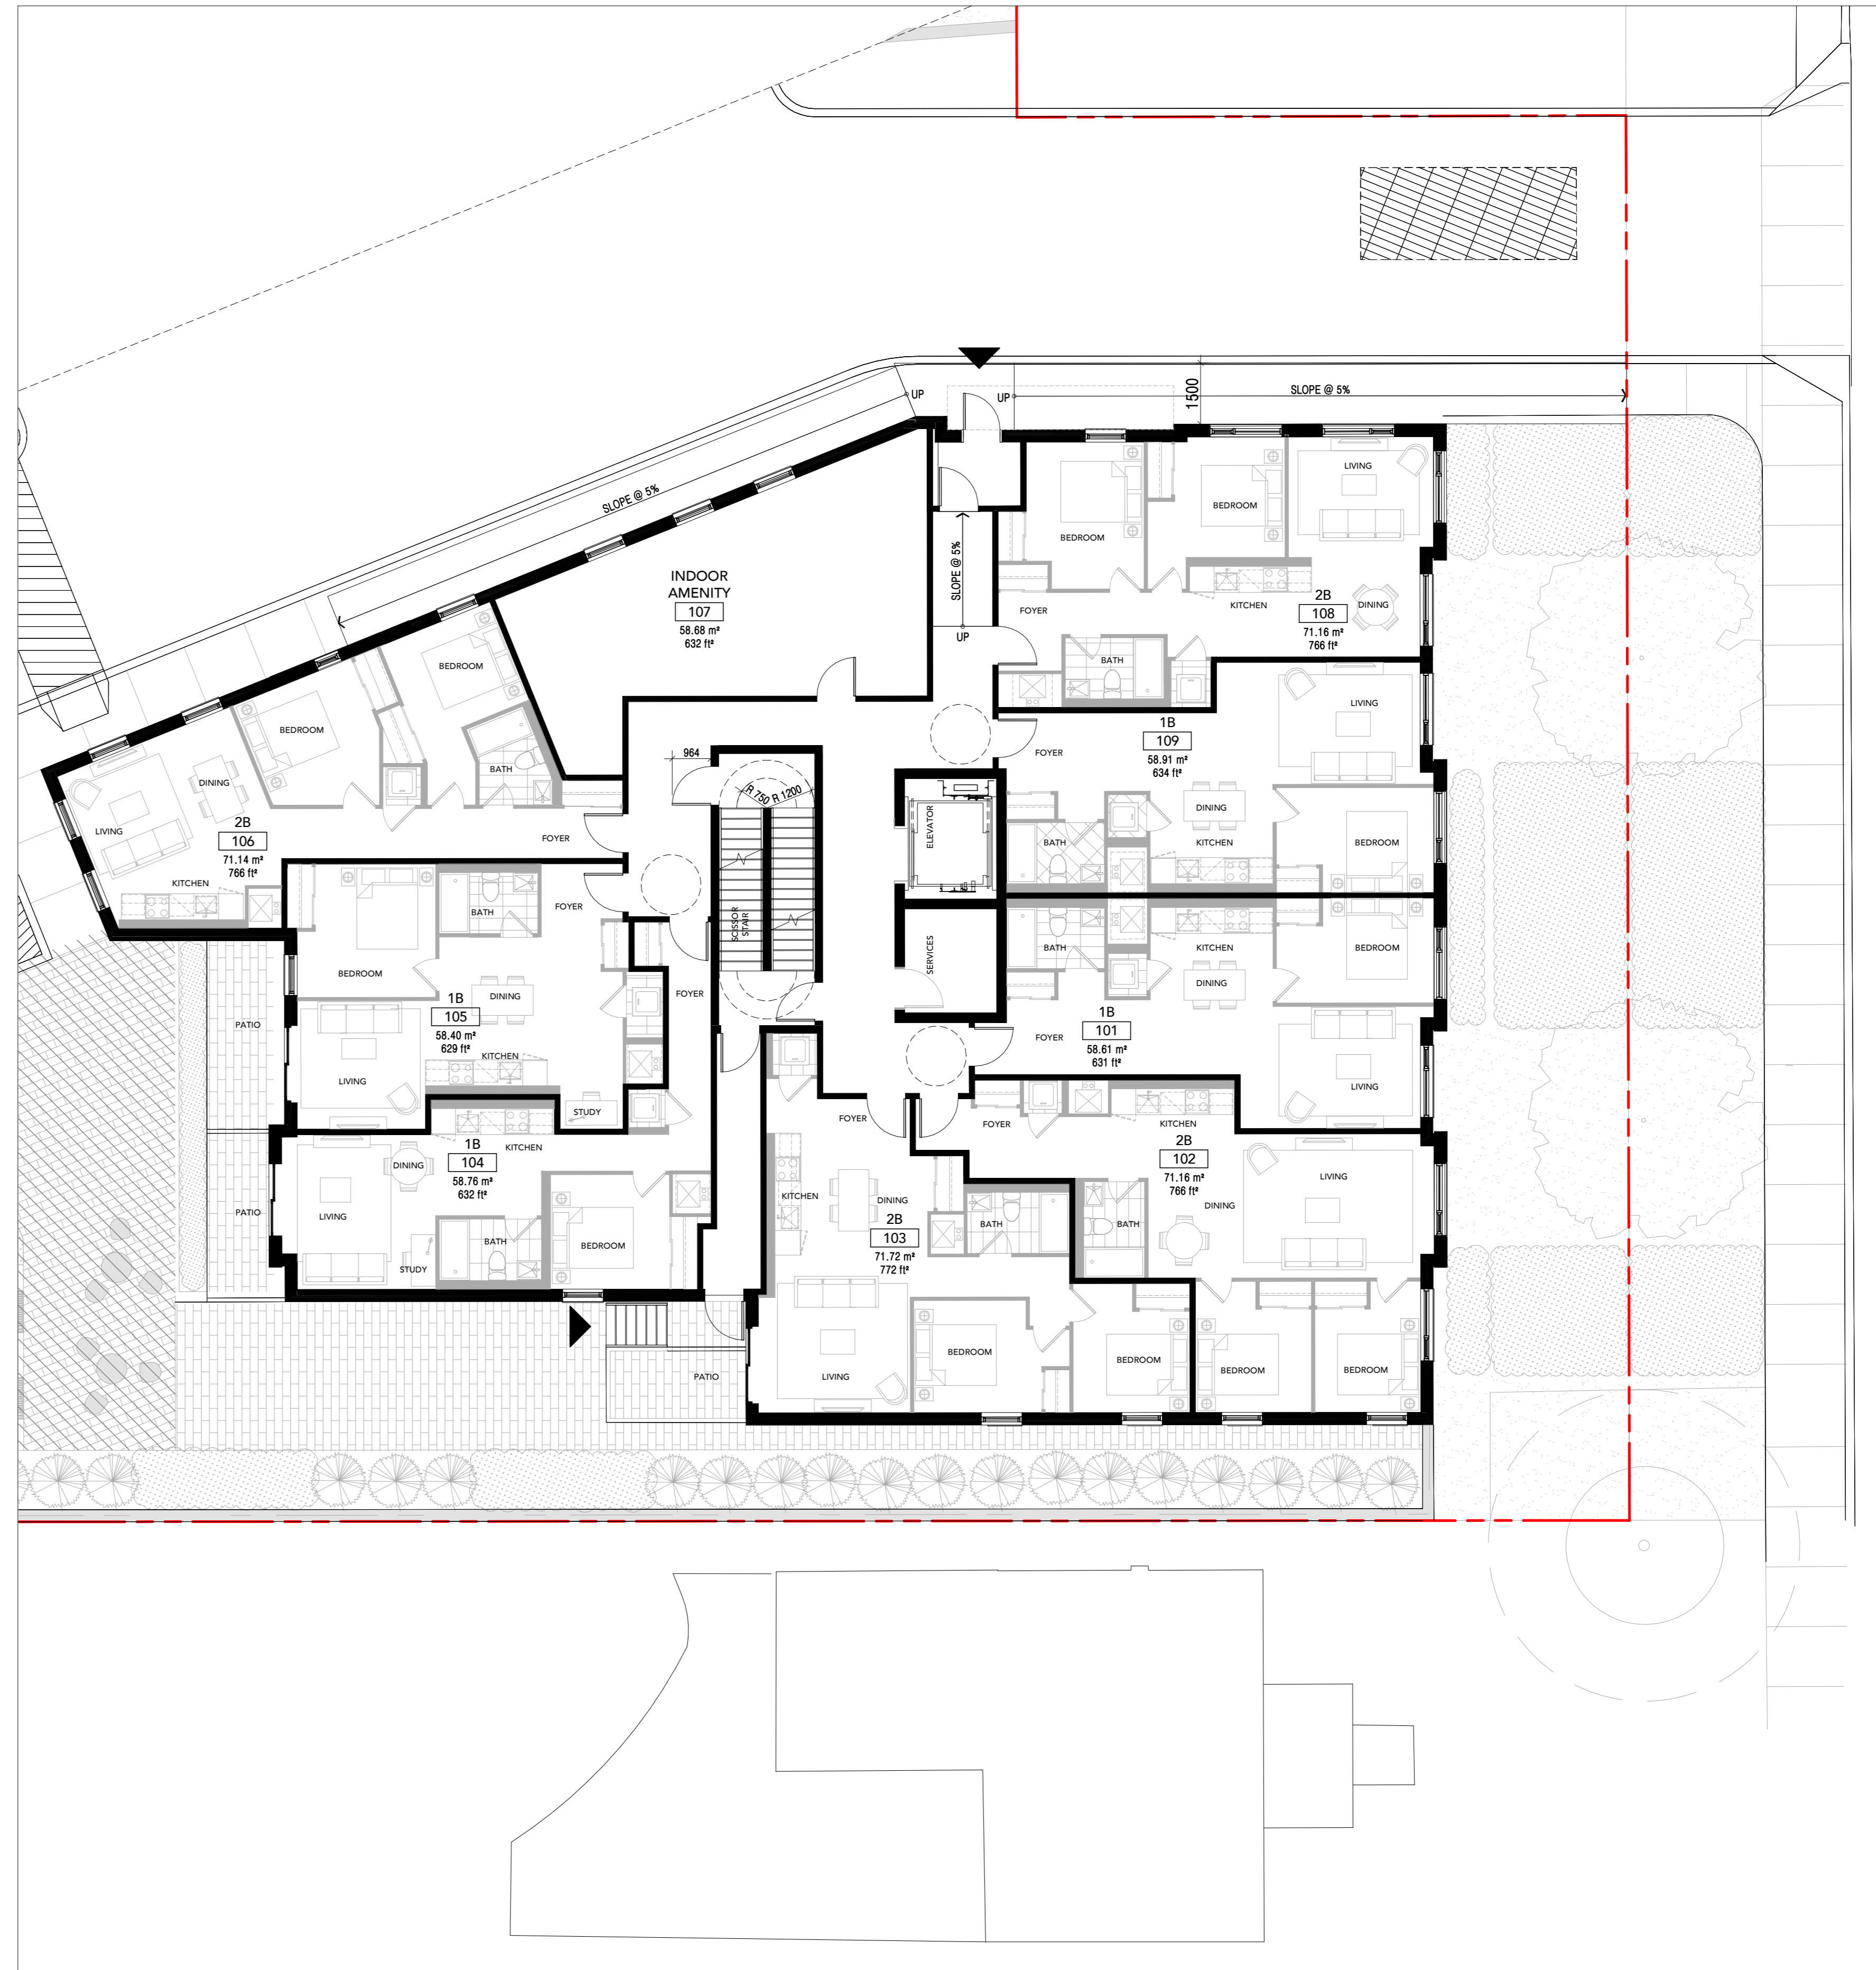 UP
UP
SLOPE @ 5%
1500
SLOPE @ 5%
SLOPE @ 5%
UP
INDOOR
AMENITY
107
58.68 m²
632 ft²
BEDROOM
BEDROOM
LIVING
KITCHEN
FOYER
DINING
BATH
2B
108
71.16 m²
766 ft²
BEDROOM
BEDROOM
BATH
DINING
LIVING
KITCHEN
FOYER
2B
106
71.14 m²
766 ft²
964
R 750
R 1200
SCISSOR
STAIR
ELEVATOR
SERVICES
LIVING
FOYER
1B
109
58.91 m²
634 ft²
DINING
KITCHEN
BATH
BEDROOM
BATH
KITCHEN
DINING
BEDROOM
FOYER
1B
101
58.61 m²
631 ft²
LIVING
BATH
FOYER
BEDROOM
DINING
1B
105
58.40 m²
629 ft²
KITCHEN
LIVING
STUDY
PATIO
FOYER
1B
104
58.76 m²
632 ft²
KITCHEN
DINING
LIVING
STUDY
BATH
BEDROOM
PATIO
FOYER
KITCHEN
DINING
2B
103
71.72 m²
772 ft²
BATH
LIVING
BEDROOM
BEDROOM
PATIO
FOYER
KITCHEN
2B
102
71.16 m²
766 ft²
LIVING
DINING
BATH
BEDROOM
BEDROOM